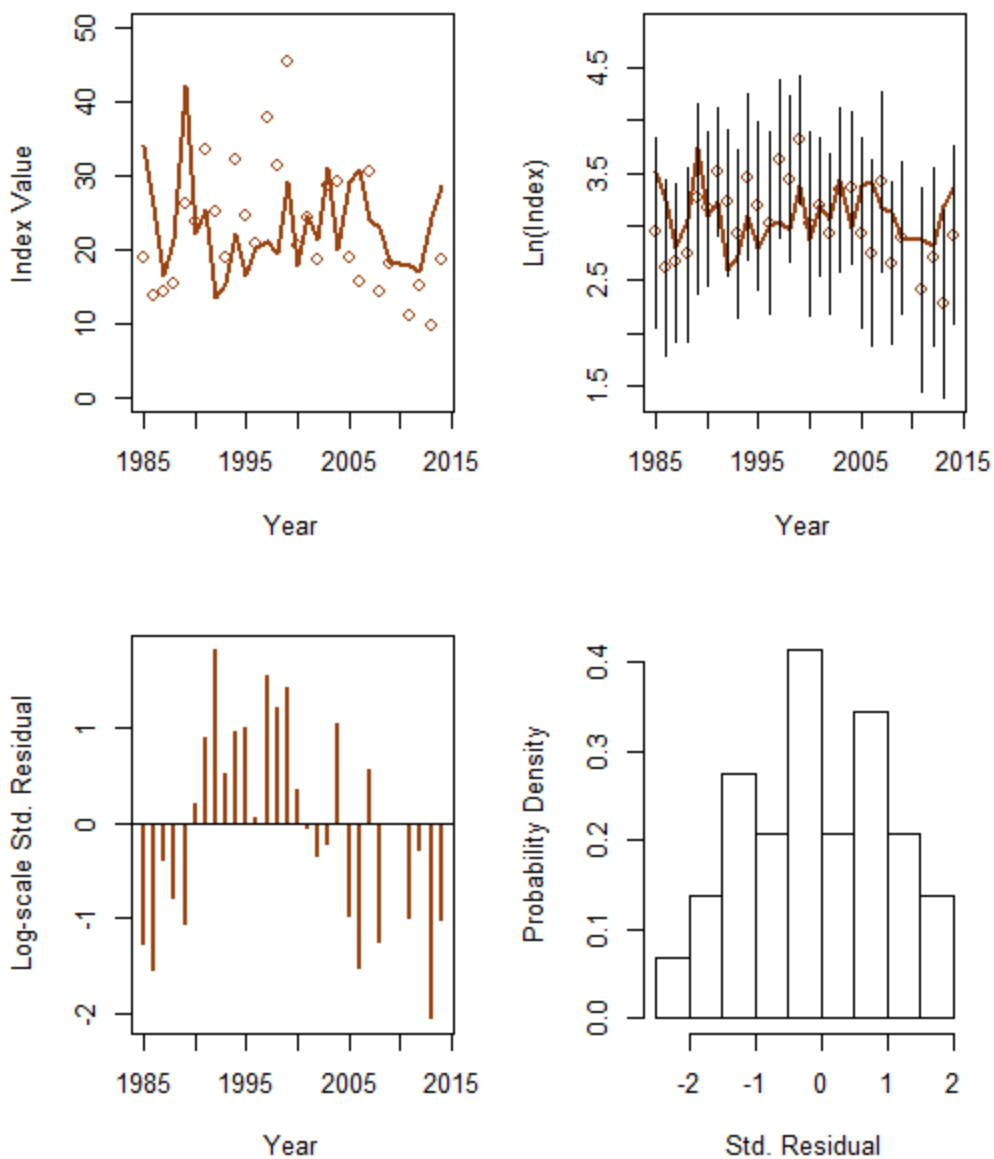 Index Value
50
40
30
20
10
0
1985 1995 2005 2015
Year
Ln(Index)
4.5
3.5
2.5
1.5
1985 1995 2005 2015
Year
Log-scale Std. Residual
1
0
-1
-2
1985 1995 2005 2015
Year
Probability Density
0.4
0.3
0.2
0.1
0.0
-2 -1 0 1 2
Std. Residual